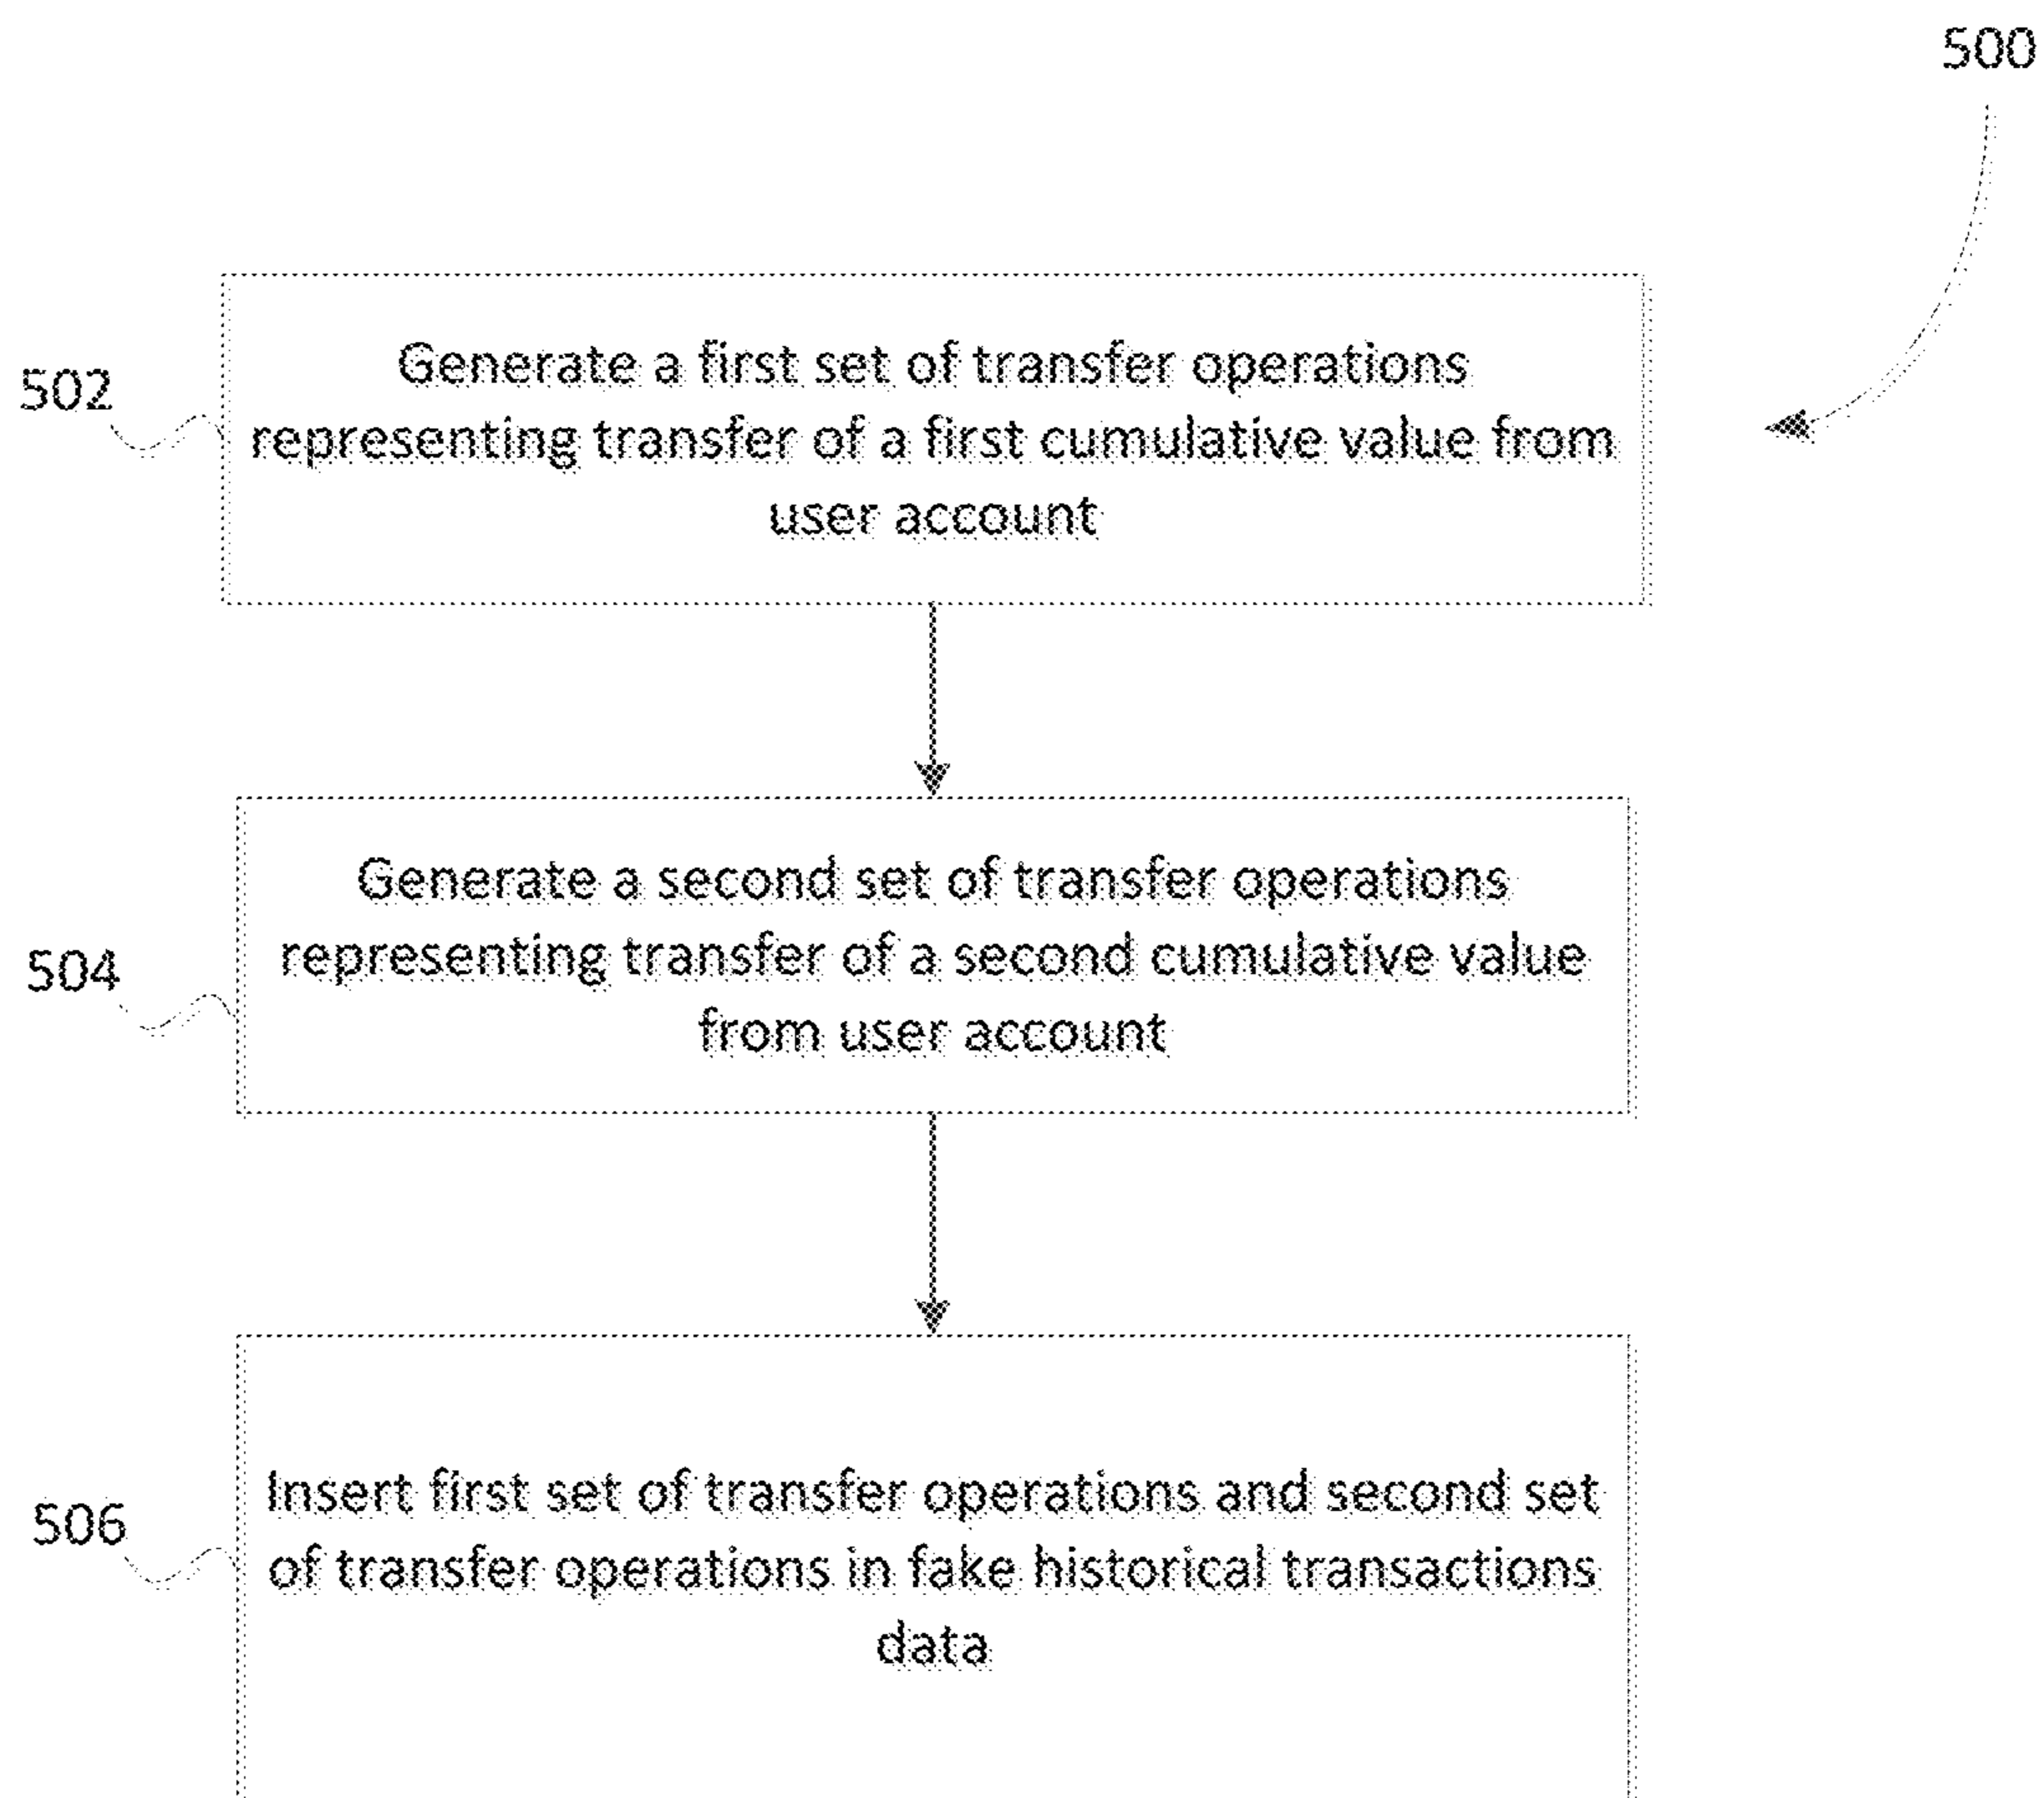 500
502
Generate a first set of transfer operations
representing transfer of a first cumulative value from
user account
504
Generate a second set of transfer operations
representing transfer of a second cumulative value
from user account
506
Insert first set of transfer operations and second set
of transfer operations in fake historical transactions
data